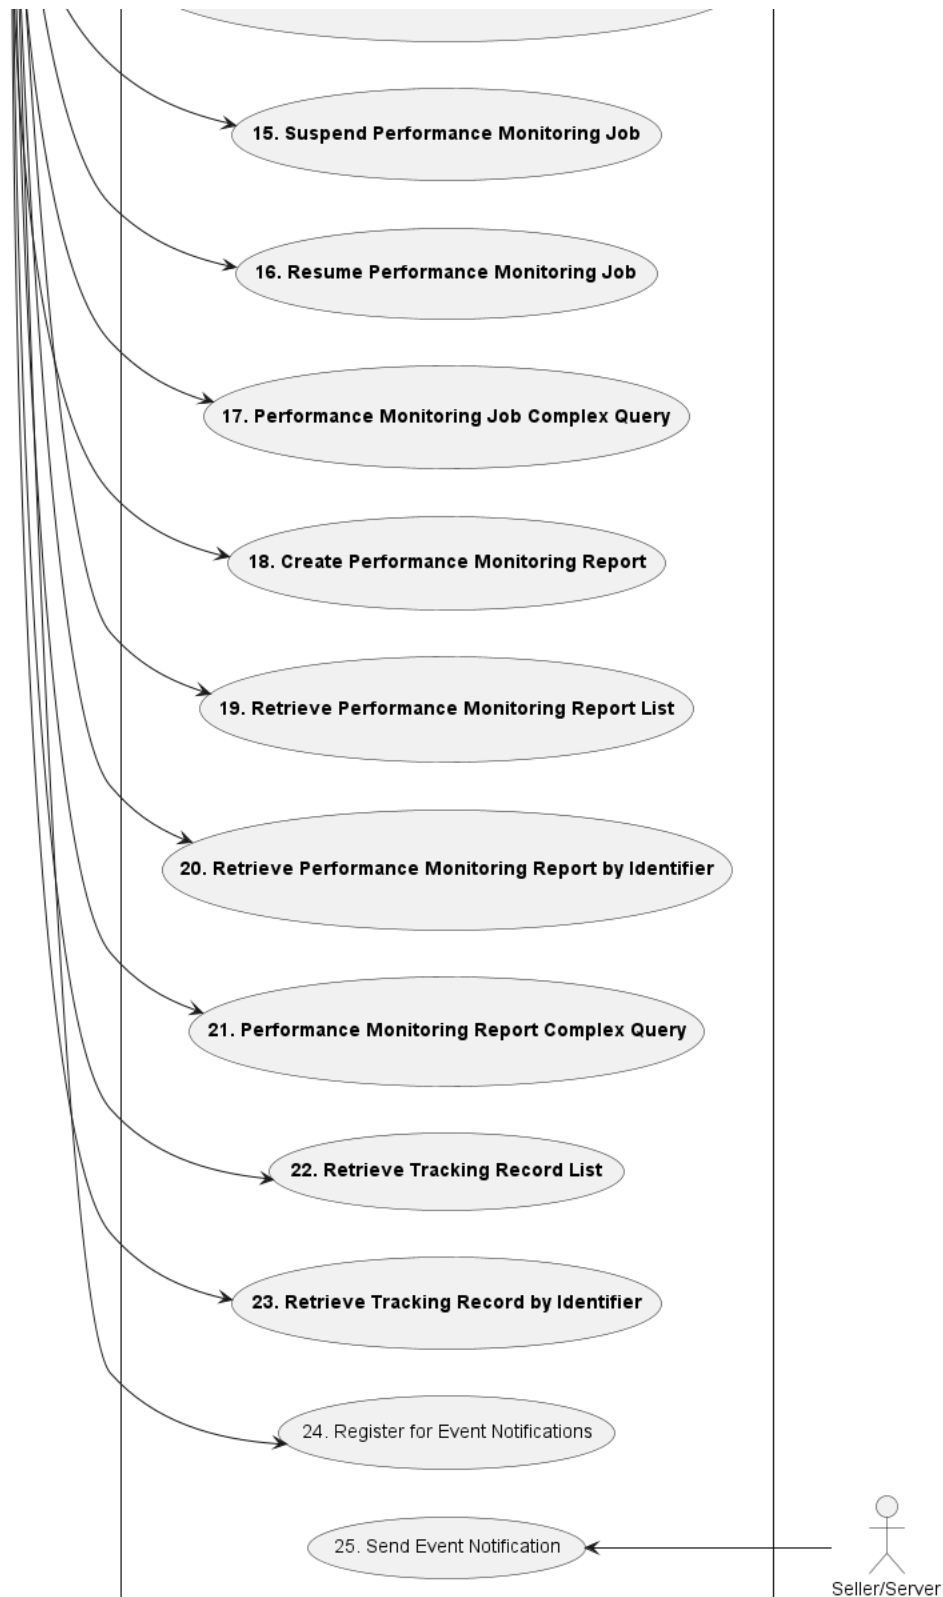 15. Suspend Performance Monitoring Job
16. Resume Performance Monitoring Job
17. Performance Monitoring Job Complex Query
18. Create Performance Monitoring Report
19. Retrieve Performance Monitoring Report List
20. Retrieve Performance Monitoring Report by Identifier
21. Performance Monitoring Report Complex Query
22. Retrieve Tracking Record List
23. Retrieve Tracking Record by Identifier
24. Register for Event Notifications
25. Send Event Notification
Seller/Server